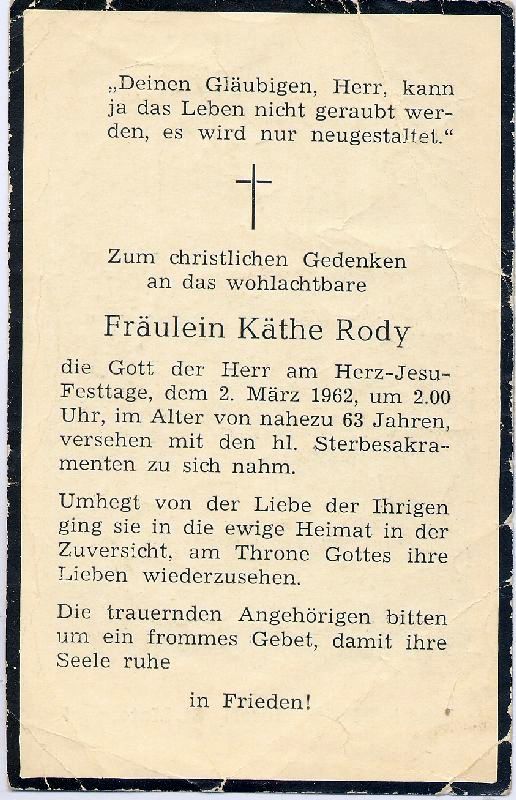 „Deinen Gläubigen, Herr, kann
ja das Leben nicht geraubt wer-
den, es wird nur neugestaltet.“
Zum christlichen Gedenken
an das wohlachtbare
Fräulein Käthe Rody
die Gott der Herr am Herz-Jesu-
Festtage, dem 2. März 1962, um 2.00
Uhr, im Alter von nahezu 63 Jahren,
versehen mit den hl. Sterbesakra-
menten zu sich nahm.
Umhegt von der Liebe der Ihrigen
ging sie in die ewige Heimat in der
Zuversicht, am Throne Gottes ihre
Lieben wiederzusehen.
Die trauernden Angehörigen bitten
um ein frommes Gebet, damit ihre
Seele ruhe
in Frieden!